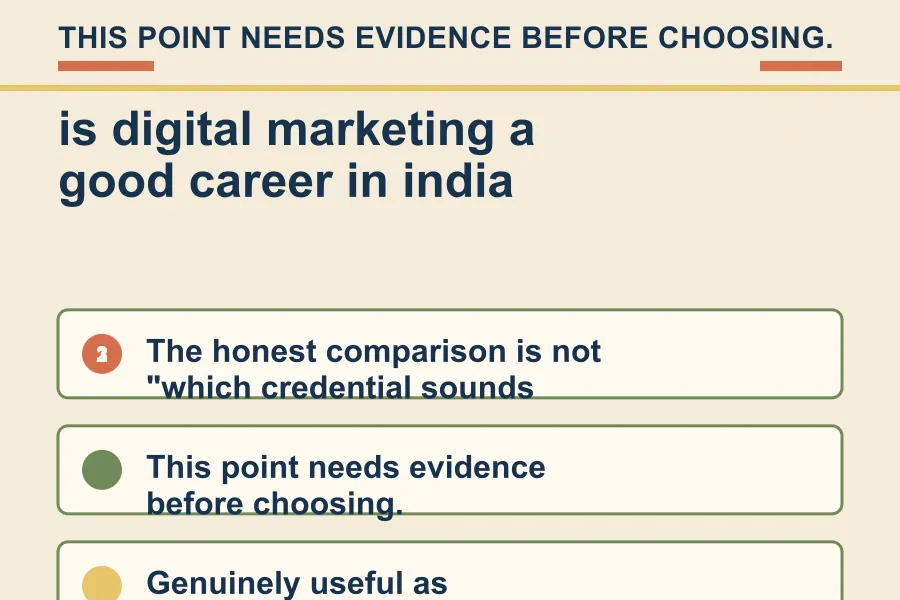 THIS POINT NEEDS EVIDENCE BEFORE CHOOSING.
is digital marketing a
good career in india
The honest comparison is not
"which credential sounds
This point needs evidence
before choosing.
Genuinely useful as